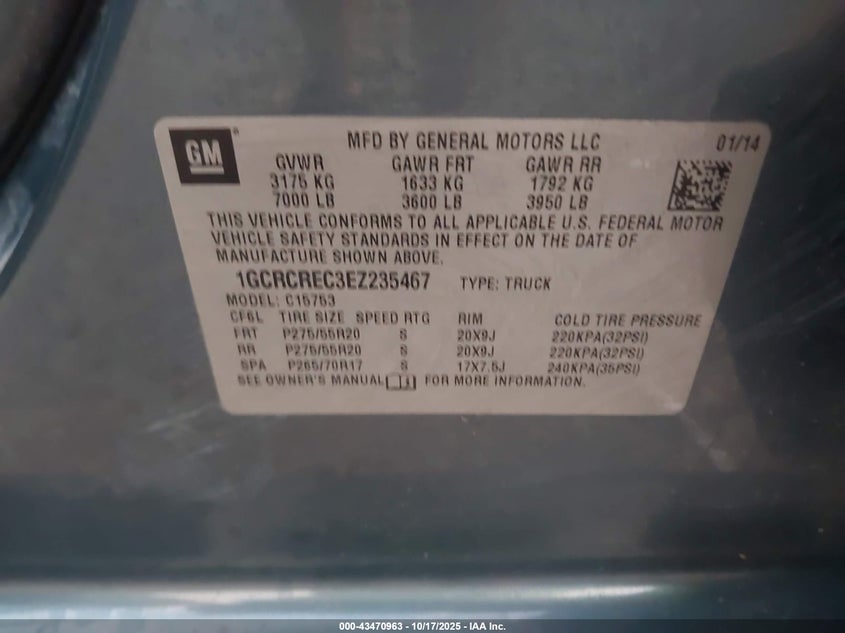 GM
MFD BY GENERAL MOTORS LLC 01/14
GVWR GAWR FRT GAWR RR
3175 KG 1633 KG 1792 KG
7000 LB 3600 LB 3950 LB
THIS VEHICLE CONFORMS TO ALL APPLICABLE U.S. FEDERAL MOTOR
VEHICLE SAFETY STANDARDS IN EFFECT ON THE DATE OF
MANUFACTURE SHOWN ABOVE.
1GCRCREC3EZ235467 TYPE: TRUCK
MODEL: C15753
CF6L TIRE SIZE SPEED RTG RIM COLD TIRE PRESSURE
FRT P275/55R20 S 20X9J 220KPA(32PSI)
RR P275/55R20 S 20X9J 220KPA(32PSI)
SPA P265/70R17 S 17X7.5J 240KPA(35PSI)
SEE OWNER'S MANUAL FOR MORE INFORMATION.
000-43470963 - 10/17/2025 - IAA Inc.